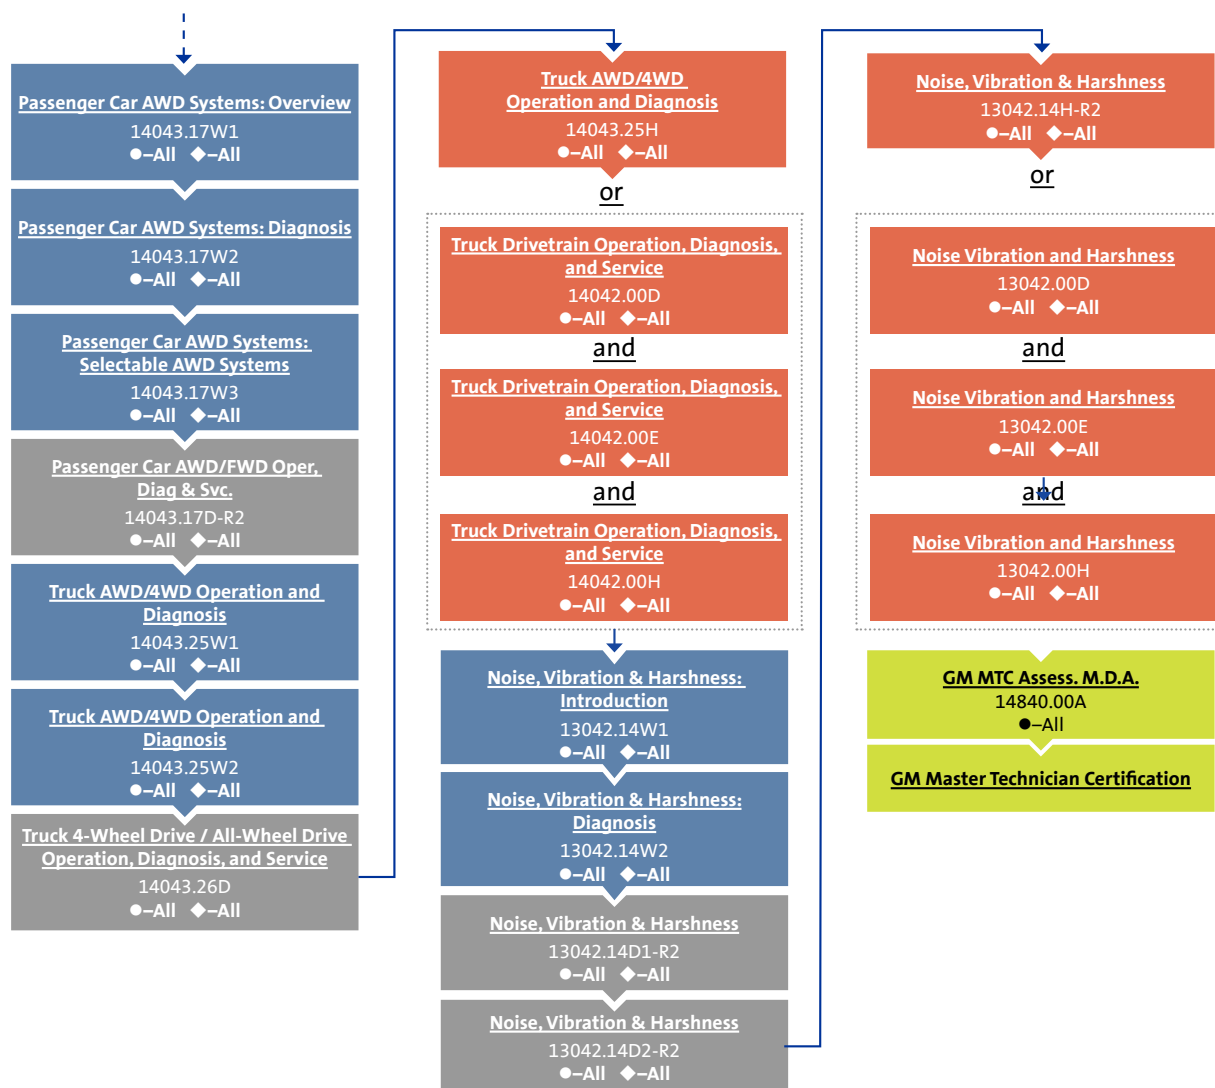 Passenger Car AWD Systems: Overview
14043.17W1
●–All ◆–All
Passenger Car AWD Systems: Diagnosis
14043.17W2
●–All ◆–All
Passenger Car AWD Systems:
Selectable AWD Systems
14043.17W3
●–All ◆–All
Passenger Car AWD/FWD Oper,
Diag & Svc.
14043.17D-R2
●–All ◆–All
Truck AWD/4WD Operation and
Diagnosis
14043.25W1
●–All ◆–All
Truck AWD/4WD Operation and
Diagnosis
14043.25W2
●–All ◆–All
Truck 4-Wheel Drive / All-Wheel Drive
Operation, Diagnosis, and Service
14043.26D
●–All ◆–All
Truck AWD/4WD
Operation and Diagnosis
14043.25H
●–All ◆–All
or
Truck Drivetrain Operation, Diagnosis,
and Service
14042.00D
●–All ◆–All
and
Truck Drivetrain Operation, Diagnosis,
and Service
14042.00E
●–All ◆–All
and
Truck Drivetrain Operation, Diagnosis,
and Service
14042.00H
●–All ◆–All
Noise, Vibration & Harshness:
Introduction
13042.14W1
●–All ◆–All
Noise, Vibration & Harshness:
Diagnosis
13042.14W2
●–All ◆–All
Noise, Vibration & Harshness
13042.14D1-R2
●–All ◆–All
Noise, Vibration & Harshness
13042.14D2-R2
●–All ◆–All
Noise, Vibration & Harshness
13042.14H-R2
●–All ◆–All
or
Noise Vibration and Harshness
13042.00D
●–All ◆–All
and
Noise Vibration and Harshness
13042.00E
●–All ◆–All
and
Noise Vibration and Harshness
13042.00H
●–All ◆–All
GM MTC Assess. M.D.A.
14840.00A
●–All
GM Master Technician Certification